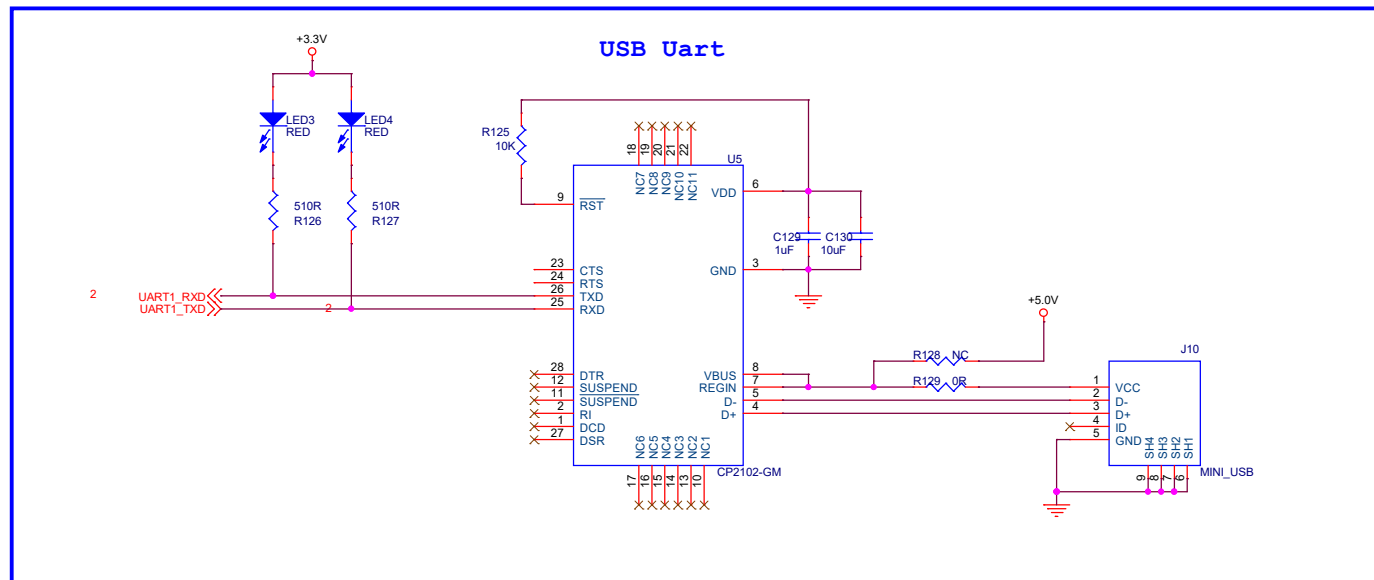 USB Uart
+3.3V
LED3
RED
LED4
RED
510R
R126
510R
R127
R125
10K
U5
18
19
20
21
22
NC7
NC8
NC9
NC10
NC11
9
RST
VDD
6
C129
1uF
C130
10uF
GND
3
23
CTS
24
RTS
26
TXD
25
RXD
2
UART1_RXD
UART1_TXD
2
28
DTR
12
SUSPEND
11
SUSPEND
2
RI
1
DCD
27
DSR
VBUS
8
REGIN
7
D-
5
D+
4
NC6
NC5
NC4
NC3
NC2
NC1
17
16
15
14
13
10
CP2102-GM
+5.0V
R128 NC
R129 0R
J10
1
VCC
2
D-
3
D+
4
ID
5
GND
SH4
SH3
SH2
SH1
9
8
7
6
MINI_USB